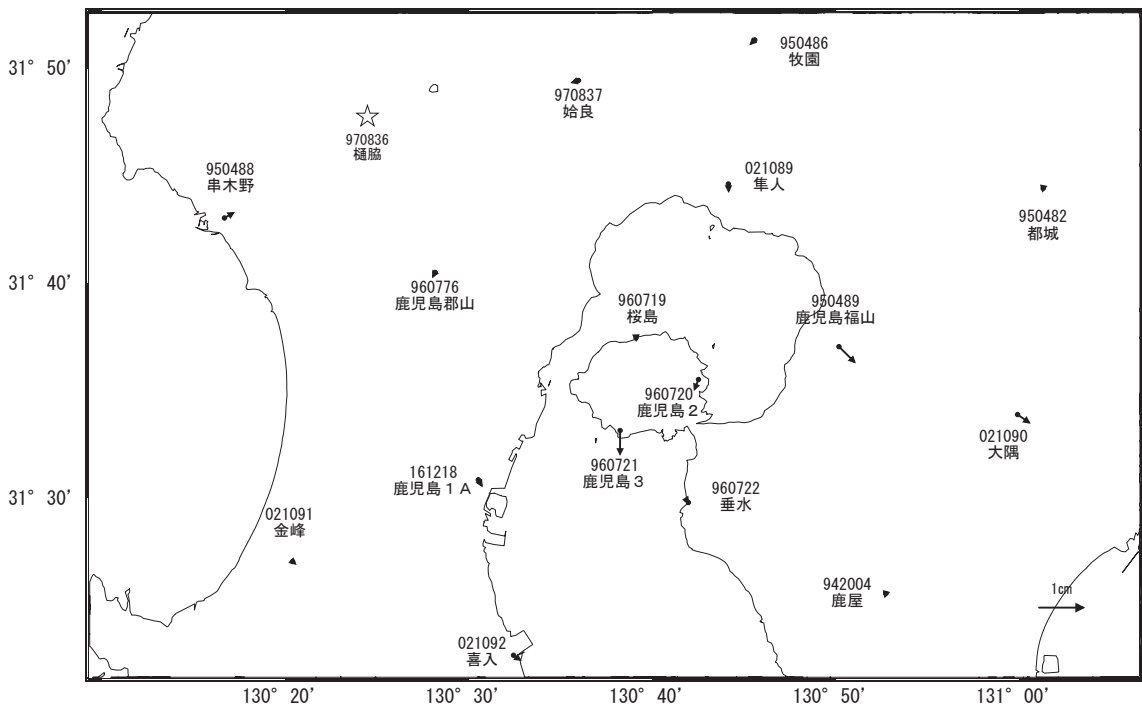 31° 50'
31° 40'
31° 30'
950486
牧園
970837
姶良
970836
樋脇
950488
串木野
021089
隼人
950482
都城
960776
鹿児島郡山
960719
桜島
950489
鹿児島福山
960720
鹿児島２
021090
大隅
960721
鹿児島３
161218
鹿児島１Ａ
960722
垂水
021091
金峰
942004
鹿屋
1cm
021092
喜入
130° 20'
130° 30'
130° 40'
130° 50'
131° 00'